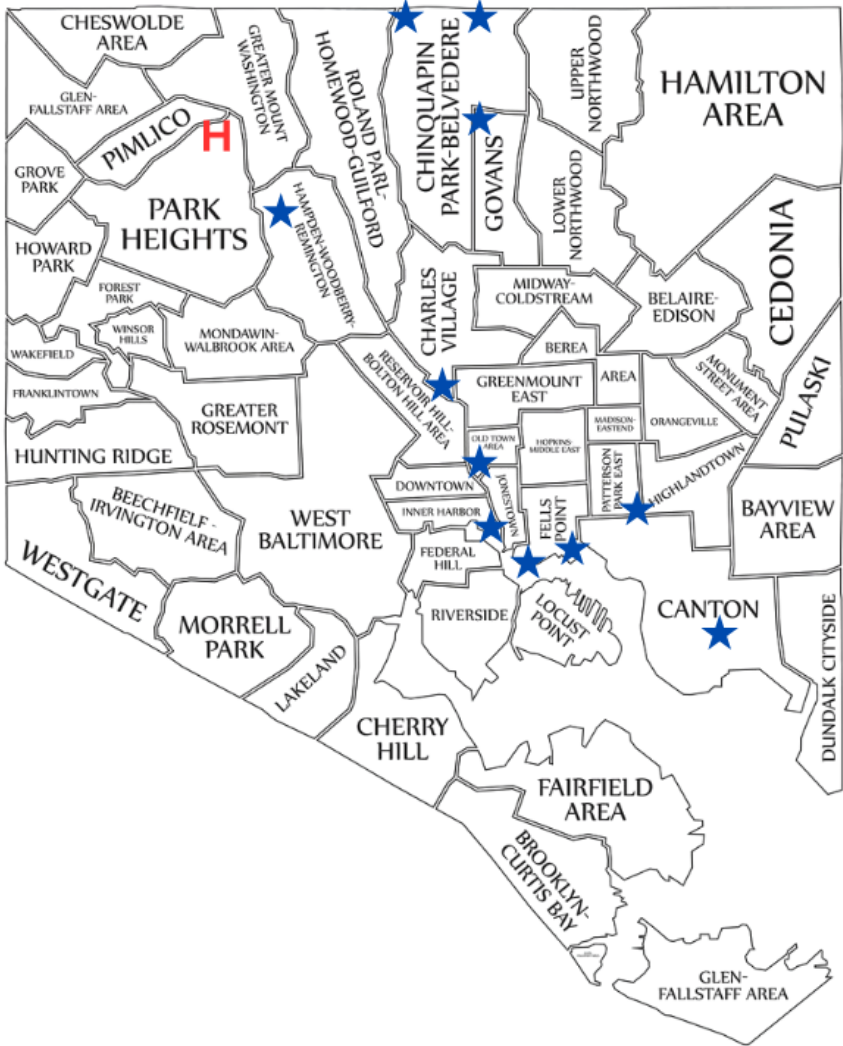 CHESWOLDE
AREA
GREATER MOUNT
WASHINGTON
ROLAND PARL-
HOMEWOOD-GUILFORD
CHINQUAPIN
PARK-BELVEDERE
UPPER
NORTHWOOD
HAMILTON
AREA
GLEN-
FALLSTAFF AREA
PIMLICO
H
GOVANS
LOWER
NORTHWOOD
GROVE
PARK
PARK
HEIGHTS
HAMPDEN-WOODBERRY-
REMINGTON
CEDONIA
HOWARD
PARK
FOREST
PARK
CHARLES
VILLAGE
MIDWAY-
COLDSTREAM
BELAIRE-
EDISON
WINSOR
HILLS
MONDAWIN-
WALBROOK AREA
WAKEFIELD
BEREA
AREA
RESERVOIR HILL-
BOLTON HILL AREA
GREENMOUNT
EAST
MONUMENT
STREET AREA
PULASKI
FRANKLINTOWN
GREATER
ROSEMONT
MADISON-
EASTEND
ORANGEVILLE
OLD TOWN
AREA
HOPKINS-
MIDDLE EAST
HUNTING RIDGE
PATTERSON
PARK EAST
HIGHLANDTOWN
DOWNTOWN
JONESTOWN
BEECHFIELF -
IRVINGTON AREA
WEST
BALTIMORE
INNER HARBOR
FELLS
POINT
BAYVIEW
AREA
FEDERAL
HILL
WESTGATE
MORRELL
PARK
RIVERSIDE
LOCUST
POINT
CANTON
LAKELAND
DUNDALK CITYSIDE
CHERRY
HILL
FAIRFIELD
AREA
BROOKLYN-
CURTIS BAY
GLEN-
FALLSTAFF AREA